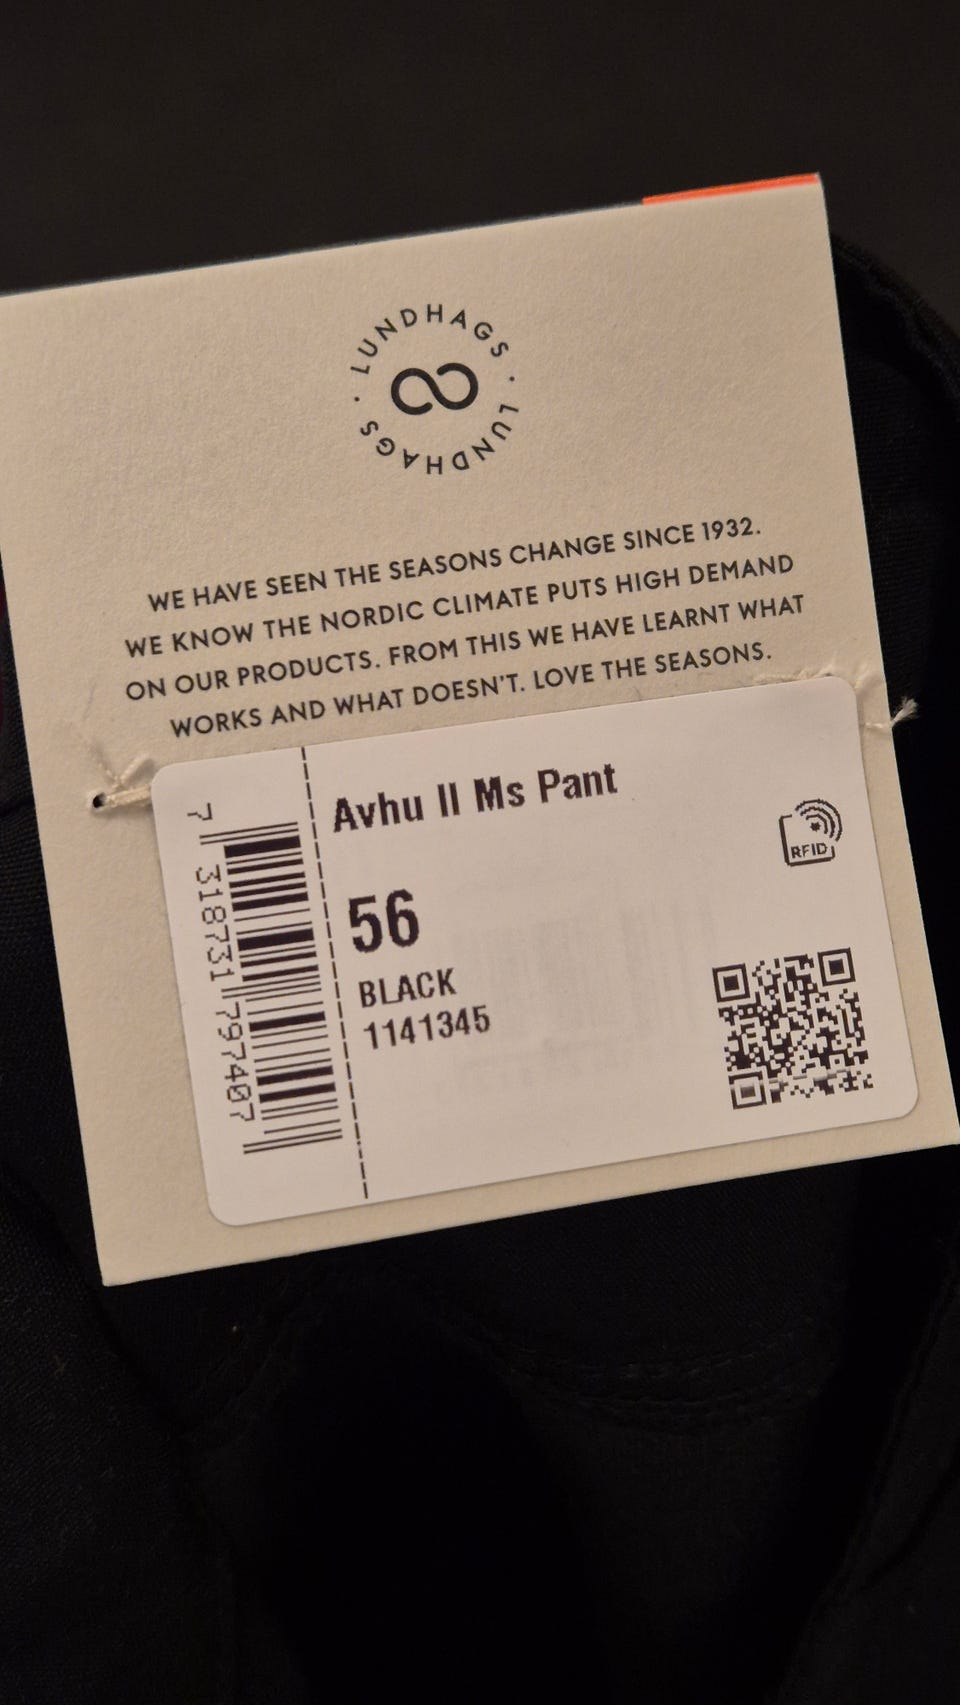 LUNDHAGS · LUNDHAGS ·
WE HAVE SEEN THE SEASONS CHANGE SINCE 1932.
WE KNOW THE NORDIC CLIMATE PUTS HIGH DEMAND
ON OUR PRODUCTS. FROM THIS WE HAVE LEARNT WHAT
WORKS AND WHAT DOESN'T. LOVE THE SEASONS.
Avhu II Ms Pant
RFID
56
BLACK
1141345
7 318731 797407